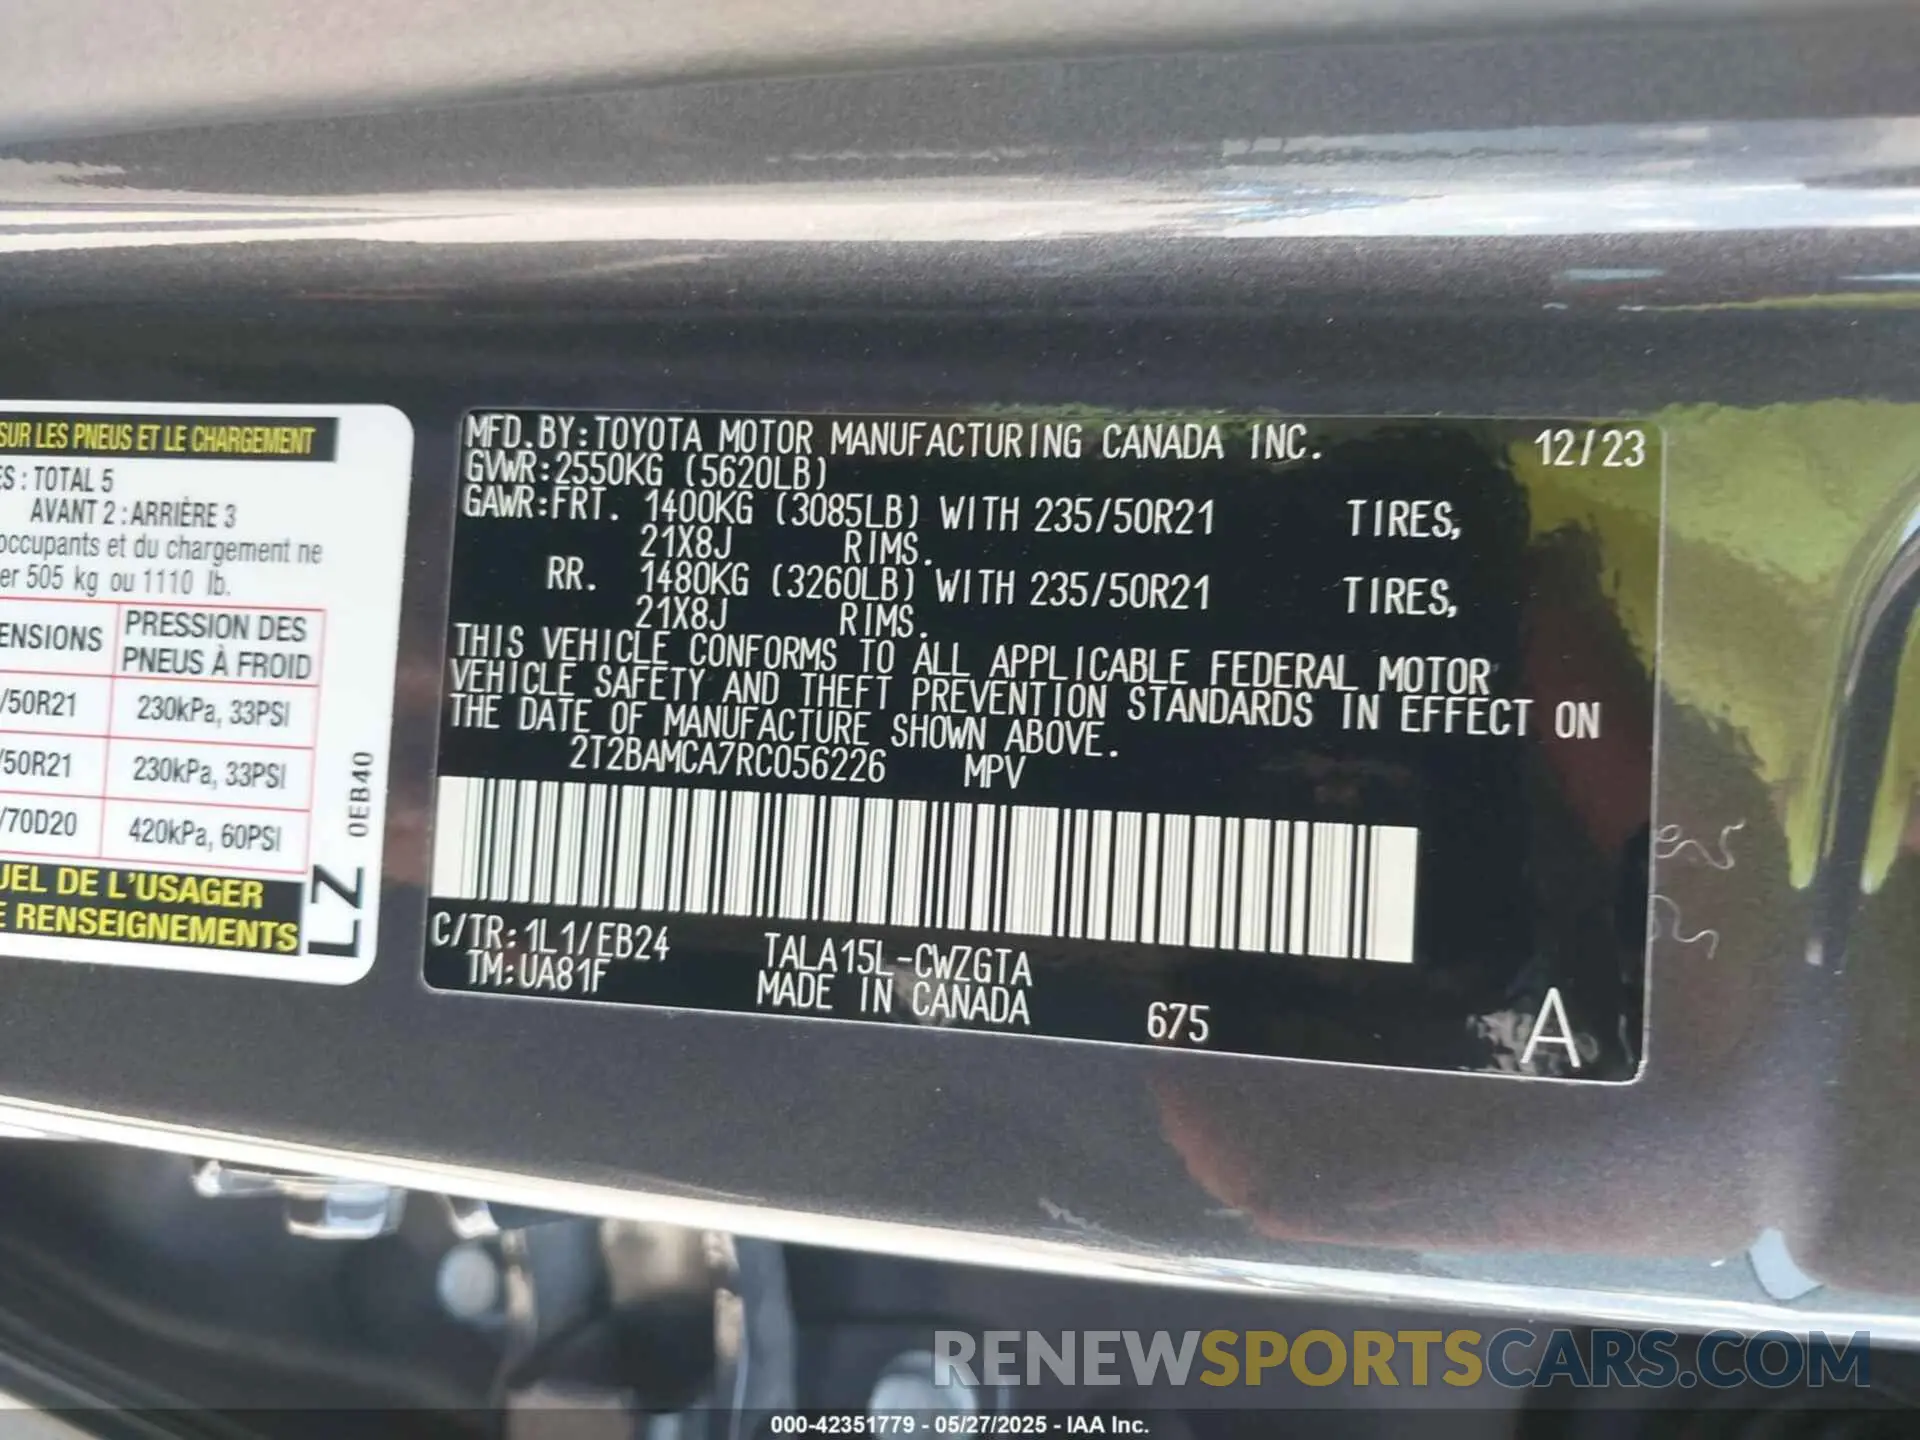 SUR LES PNEUS ET LE CHARGEMENT
: TOTAL 5
AVANT 2 : ARRIÈRE 3
occupants et du chargement ne
505 kg ou 1110 lb.
PRESSION DES
PNEUS À FROID
/50R21 230kPa, 33PSI
/50R21 230kPa, 33PSI
/70D20 420kPa, 60PSI
DE L'USAGER
RENSEIGNEMENTS
LZ 0EB40
MFD.BY:TOYOTA MOTOR MANUFACTURING CANADA INC. 12/23
GVWR:2550KG (5620LB)
GAWR:FRT. 1400KG (3085LB) WITH 235/50R21 TIRES,
21X8J RIMS.
RR. 1480KG (3260LB) WITH 235/50R21 TIRES,
21X8J RIMS.
THIS VEHICLE CONFORMS TO ALL APPLICABLE FEDERAL MOTOR
VEHICLE SAFETY AND THEFT PREVENTION STANDARDS IN EFFECT ON
THE DATE OF MANUFACTURE SHOWN ABOVE.
2T2BAMCA7RC056226 MPV
C/TR:1L1/EB24 TALA15L-CWZGTA
TM:UA81F MADE IN CANADA 675 A
RENEWSPORTSCARS.COM
000-42351779 - 05/27/2025 - IAA Inc.